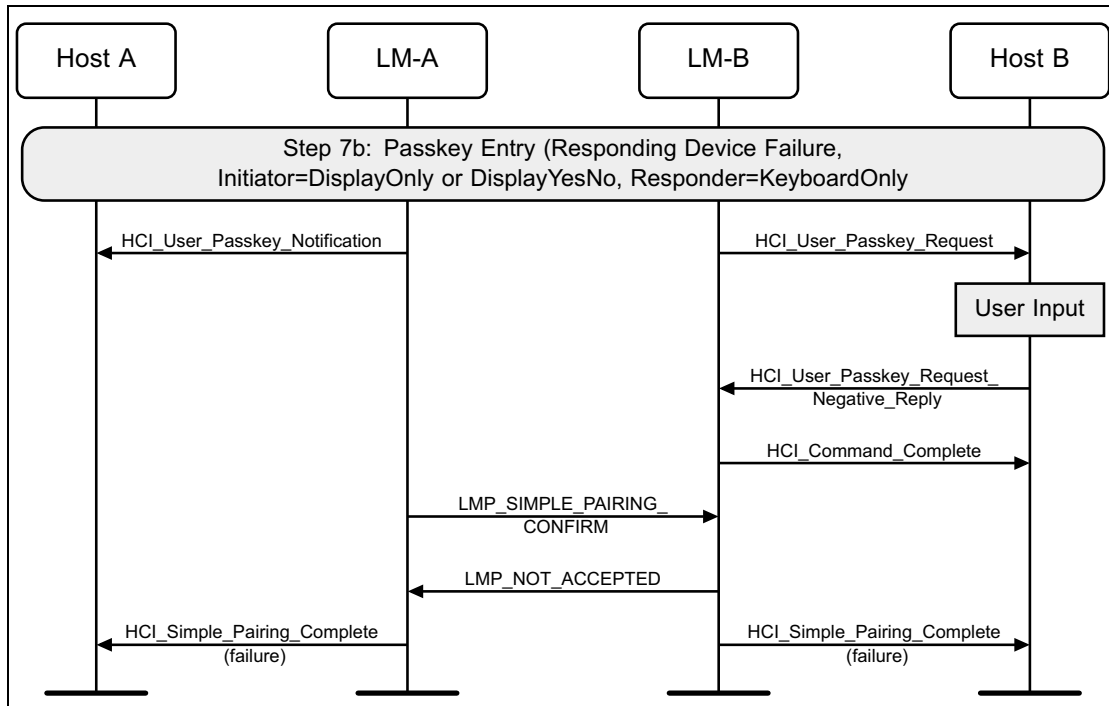 Host A
LM-A
LM-B
Host B
Step 7b: Passkey Entry (Responding Device Failure,
Initiator=DisplayOnly or DisplayYesNo, Responder=KeyboardOnly
HCI_User_Passkey_Notification
HCI_User_Passkey_Request
User Input
HCI_User_Passkey_Request_
Negative_Reply
HCI_Command_Complete
LMP_SIMPLE_PAIRING_
CONFIRM
LMP_NOT_ACCEPTED
HCI_Simple_Pairing_Complete
(failure)
HCI_Simple_Pairing_Complete
(failure)